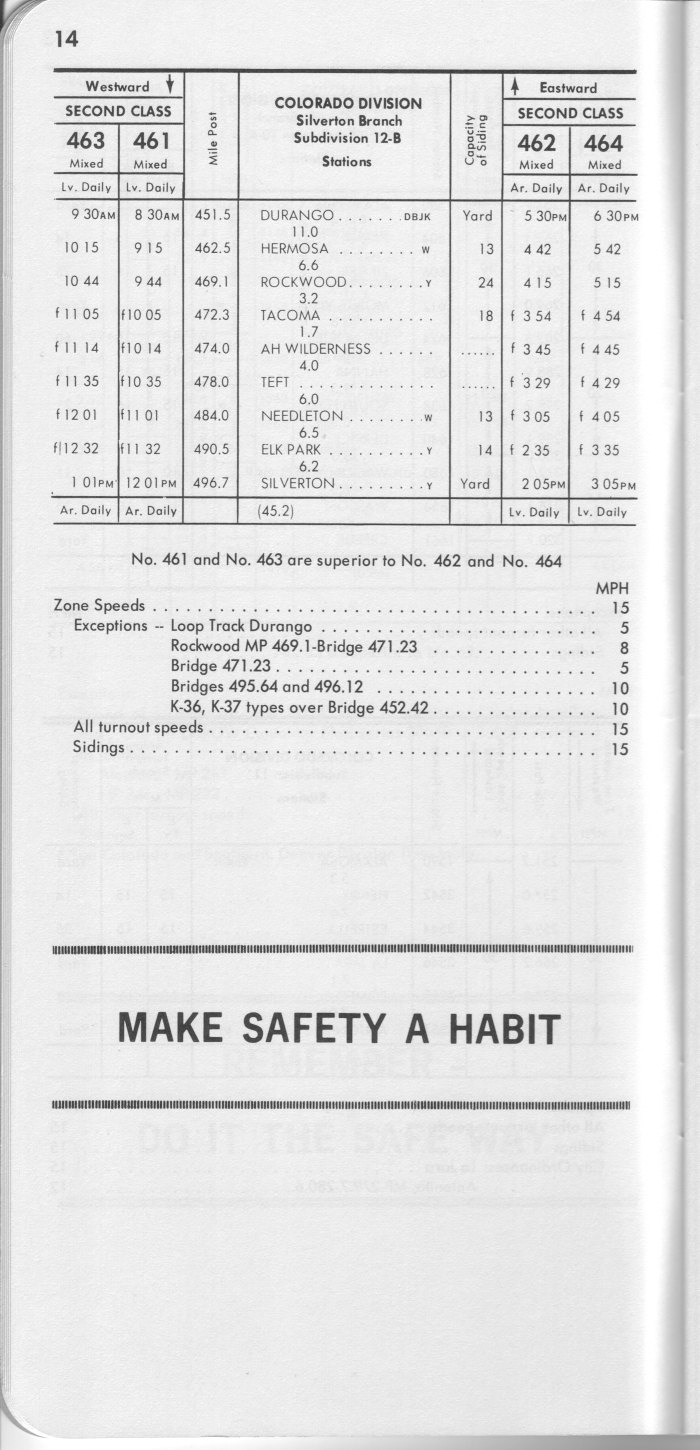 14
Westward Eastward
SECOND CLASS Mile Post COLORADO DIVISION Capacity of Siding SECOND CLASS
Silverton Branch
463 461 Subdivision 12-B 462 464
Mixed Mixed Stations Mixed Mixed
Lv. Daily Lv. Daily Ar. Daily Ar. Daily
9 30AM 8 30AM 451.5 DURANGO . . . . . . . DBJK Yard 5 30PM 6 30PM
11.0
10 15 9 15 462.5 HERMOSA . . . . . . . . W 13 4 42 5 42
6.6
10 44 9 44 469.1 ROCKWOOD. . . . . . . . Y 24 4 15 5 15
3.2
f 11 05 f10 05 472.3 TACOMA . . . . . . . . . . . 18 f 3 54 f 4 54
1.7
f 11 14 f10 14 474.0 AH WILDERNESS . . . . . . ...... f 3 45 f 4 45
4.0
f 11 35 f10 35 478.0 TEFT . . . . . . . . . . . . . . ...... f 3 29 f 4 29
6.0
f 12 01 f11 01 484.0 NEEDLETON . . . . . . . . W 13 f 3 05 f 4 05
6.5
f 12 32 f11 32 490.5 ELK PARK . . . . . . . . . . Y 14 f 2 35 f 3 35
6.2
1 01PM 12 01PM 496.7 SILVERTON. . . . . . . . . Y Yard 2 05PM 3 05PM
Ar. Daily Ar. Daily (45.2) Lv. Daily Lv. Daily
No. 461 and No. 463 are superior to No. 462 and No. 464
MPH
Zone Speeds . . . . . . . . . . . . . . . . . . . . 15
Exceptions -- Loop Track Durango . . . . . . . . . . . . . . . 5
Rockwood MP 469.1-Bridge 471.23 . . . . . . . . . . 8
Bridge 471.23 . . . . . . . . . . . . . . . . . . 5
Bridges 495.64 and 496.12 . . . . . . . . . . . . 10
K-36, K-37 types over Bridge 452.42 . . . . . . . . . . 10
All turnout speeds . . . . . . . . . . . . . . . . . . 15
Sidings . . . . . . . . . . . . . . . . . . . . . . 15
MAKE SAFETY A HABIT